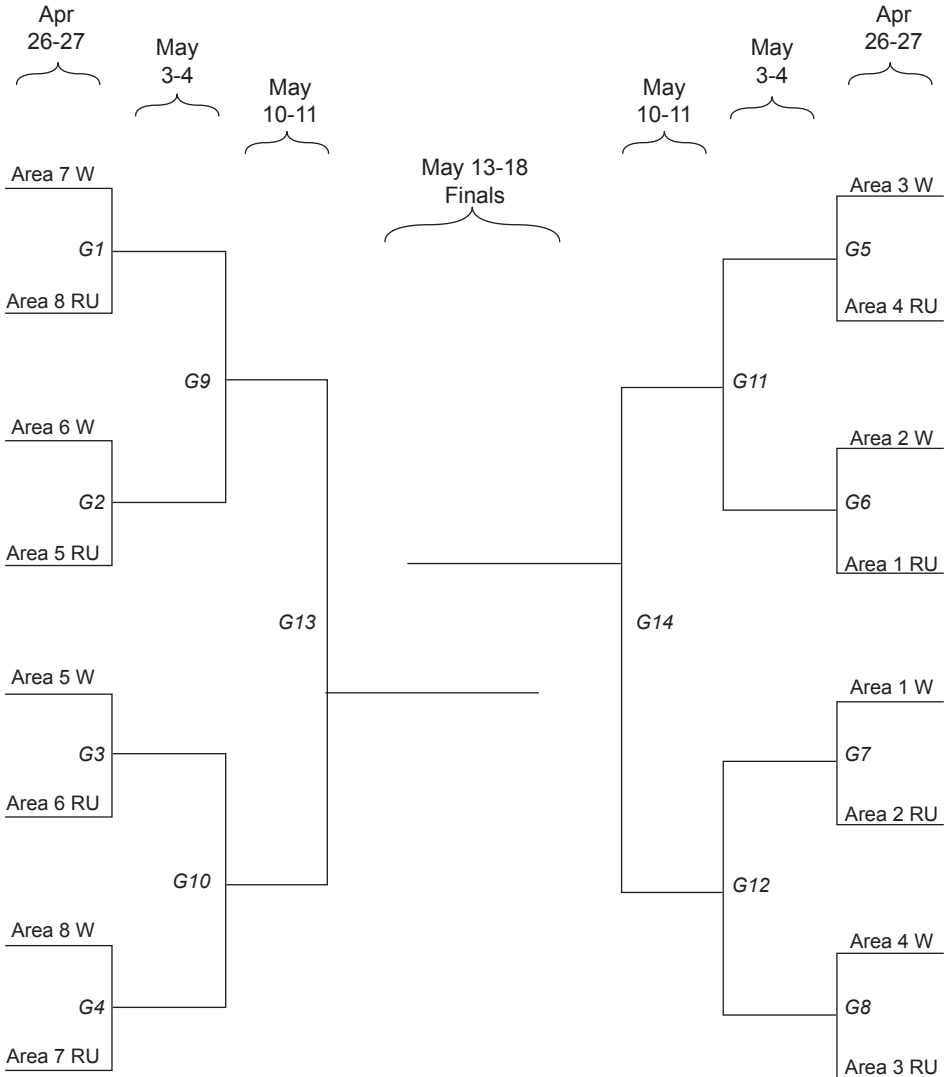 Apr
26-27
May
3-4
May
10-11
May 13-18
Finals
May
10-11
May
3-4
Apr
26-27
Area 7 W
G1
Area 8 RU
G9
Area 6 W
G2
Area 5 RU
G13
Area 5 W
G3
Area 6 RU
G10
Area 8 W
G4
Area 7 RU
Area 3 W
G5
Area 4 RU
G11
Area 2 W
G6
Area 1 RU
G14
Area 1 W
G7
Area 2 RU
G12
Area 4 W
G8
Area 3 RU